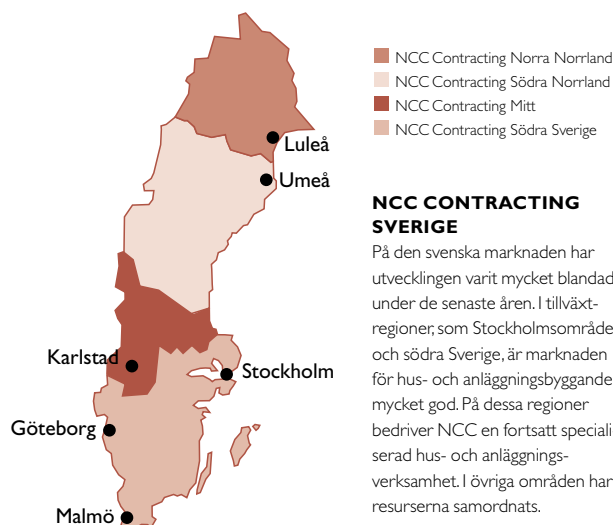 NCC Contracting Norra Norrland
NCC Contracting Södra Norrland
NCC Contracting Mitt
NCC Contracting Södra Sverige
Luleå
Umeå
Karlstad
Stockholm
Göteborg
Malmö
NCC CONTRACTING
SVERIGE
På den svenska marknaden har
utvecklingen varit mycket blandad
under de senaste åren. I tillväxt-
regioner, som Stockholmsområde
och södra Sverige, är marknaden
för hus- och anläggningsbyggande
mycket god. På dessa regioner
bedriver NCC en fortsatt speciali
serad hus- och anläggnings-
verksamhet. I övriga områden har
resurserna samordnats.